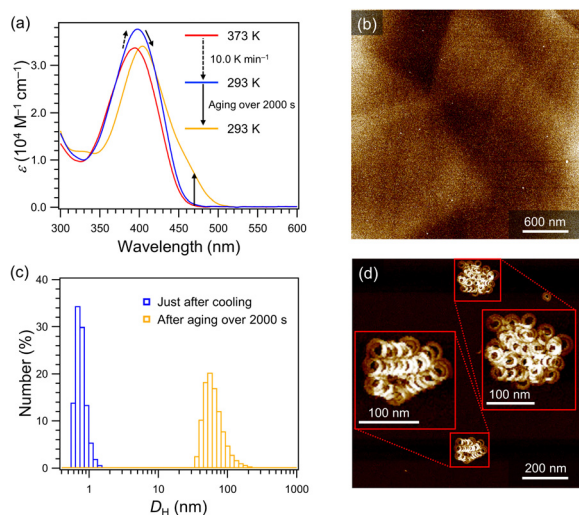 (a)
373 K
10.0 K min⁻¹
293 K
Aging over 2000 s
293 K
ε (10⁴ M⁻¹ cm⁻¹)
3.0
2.0
1.0
0.0
300 350 400 450 500 550 600
Wavelength (nm)
(b)
600 nm
(c)
Just after cooling
After aging over 2000 s
Number (%)
40
30
20
10
0
1 10 100 1000
D_H (nm)
(d)
100 nm
100 nm
200 nm